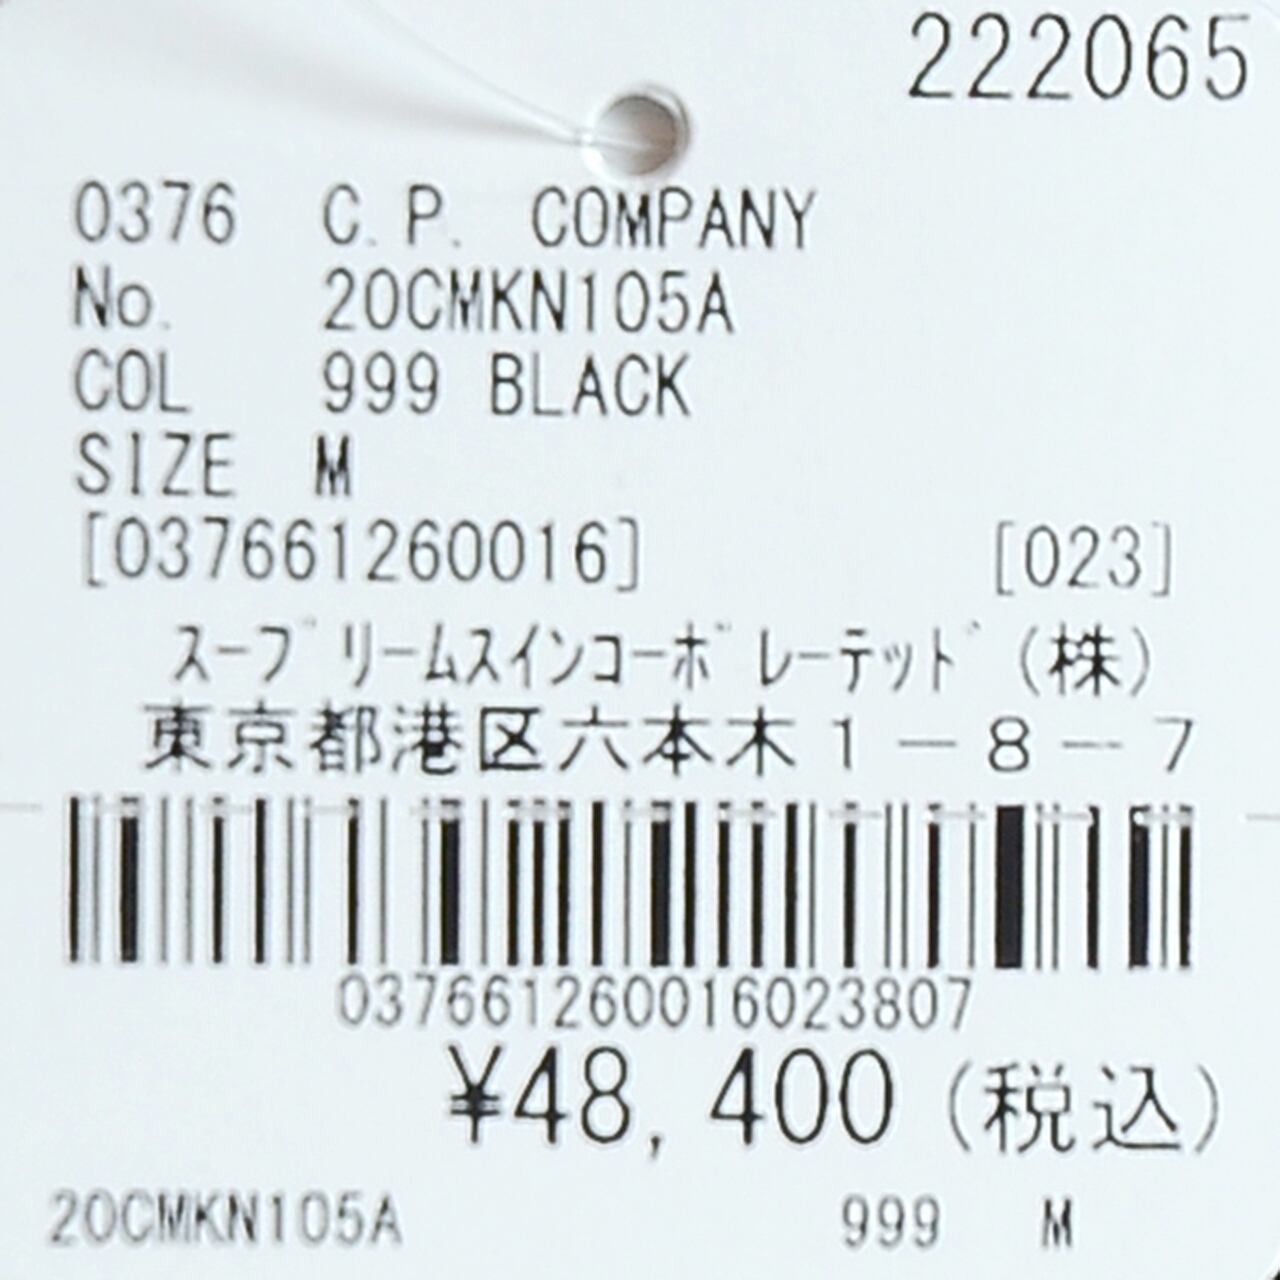 222065
0376 C.P. COMPANY
No. 20CMKN105A
COL 999 BLACK
SIZE M
[037661260016] [023]
ｽｰﾌﾟﾘｰﾑｽｲﾝｺｰﾎﾟﾚｰﾃｯﾄﾞ(株)
東京都港区六本木1－8－7
037661260016023807
¥48,400(税込)
20CMKN105A 999 M